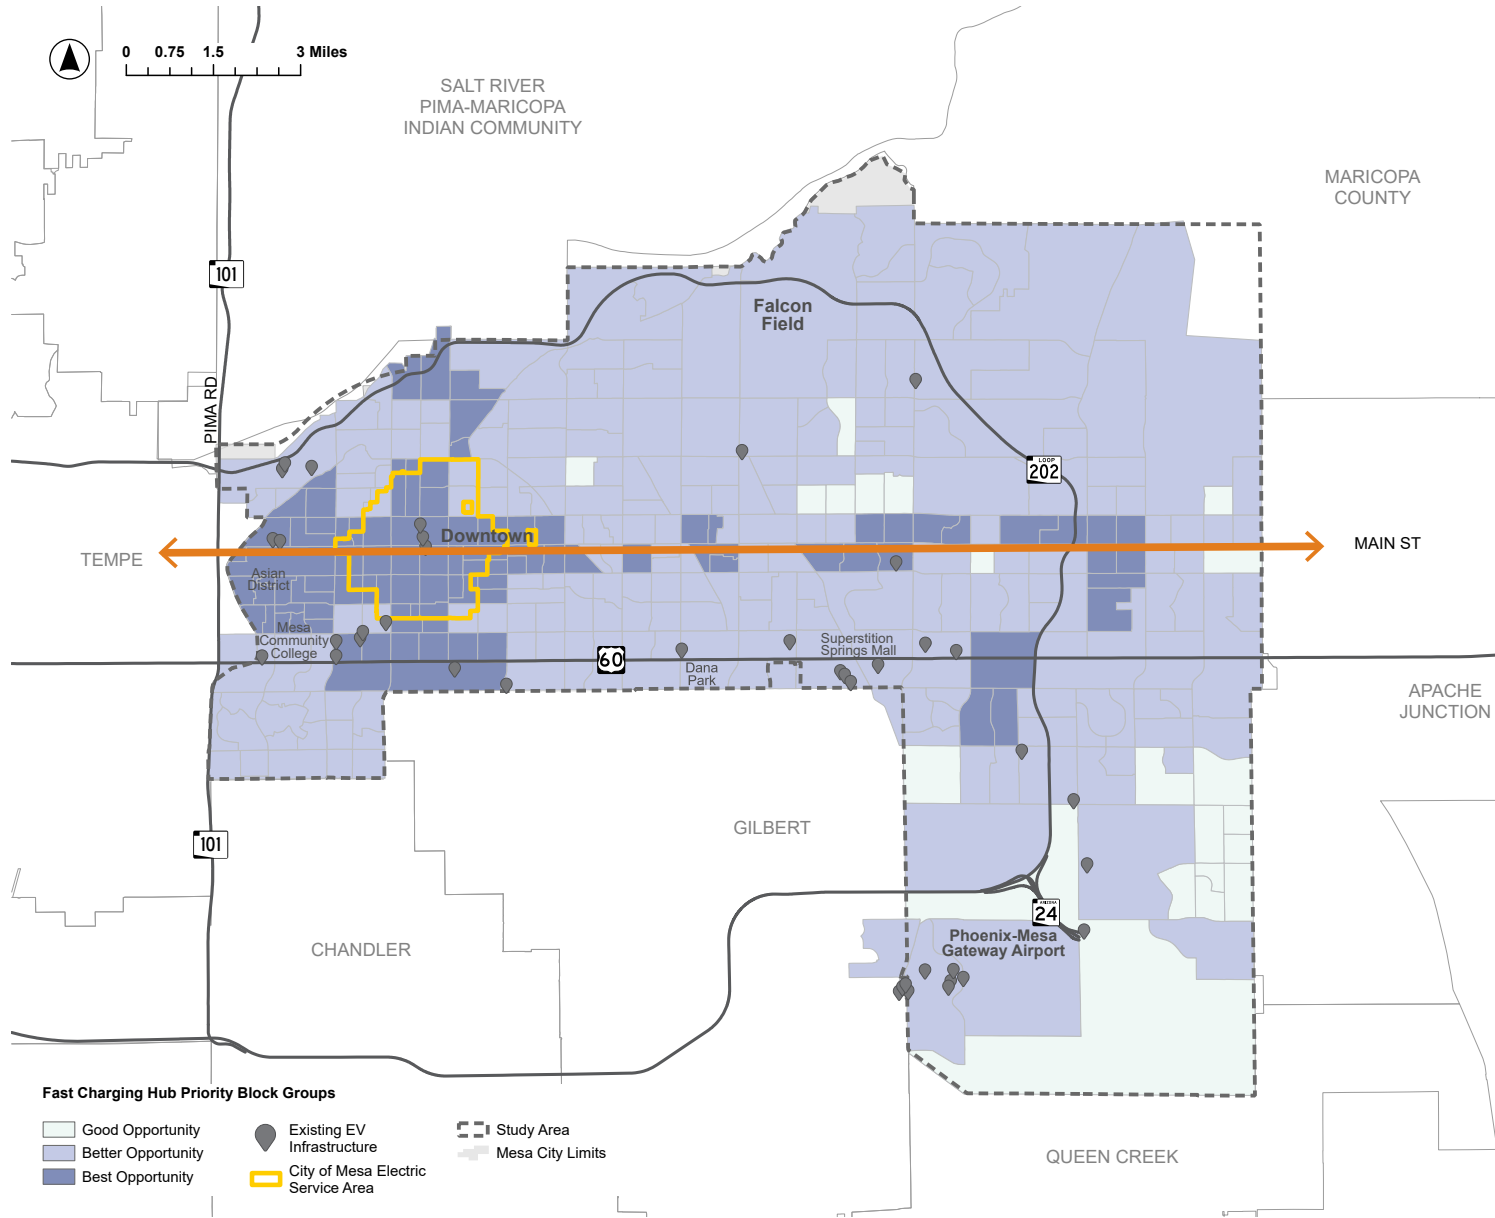 0 0.75 1.5 3 Miles
SALT RIVER
PIMA-MARICOPA
INDIAN COMMUNITY
MARICOPA
COUNTY
101
Falcon
Field
PIMA RD
LOOP
202
Downtown
MAIN ST
TEMPE
Asian
District
Mesa
Community
College
60
Superstition
Springs Mall
Dana
Park
APACHE
JUNCTION
GILBERT
101
ARIZONA
24
Phoenix-Mesa
Gateway Airport
CHANDLER
Fast Charging Hub Priority Block Groups
Good Opportunity
Better Opportunity
Best Opportunity
Existing EV
Infrastructure
City of Mesa Electric
Service Area
Study Area
Mesa City Limits
QUEEN CREEK